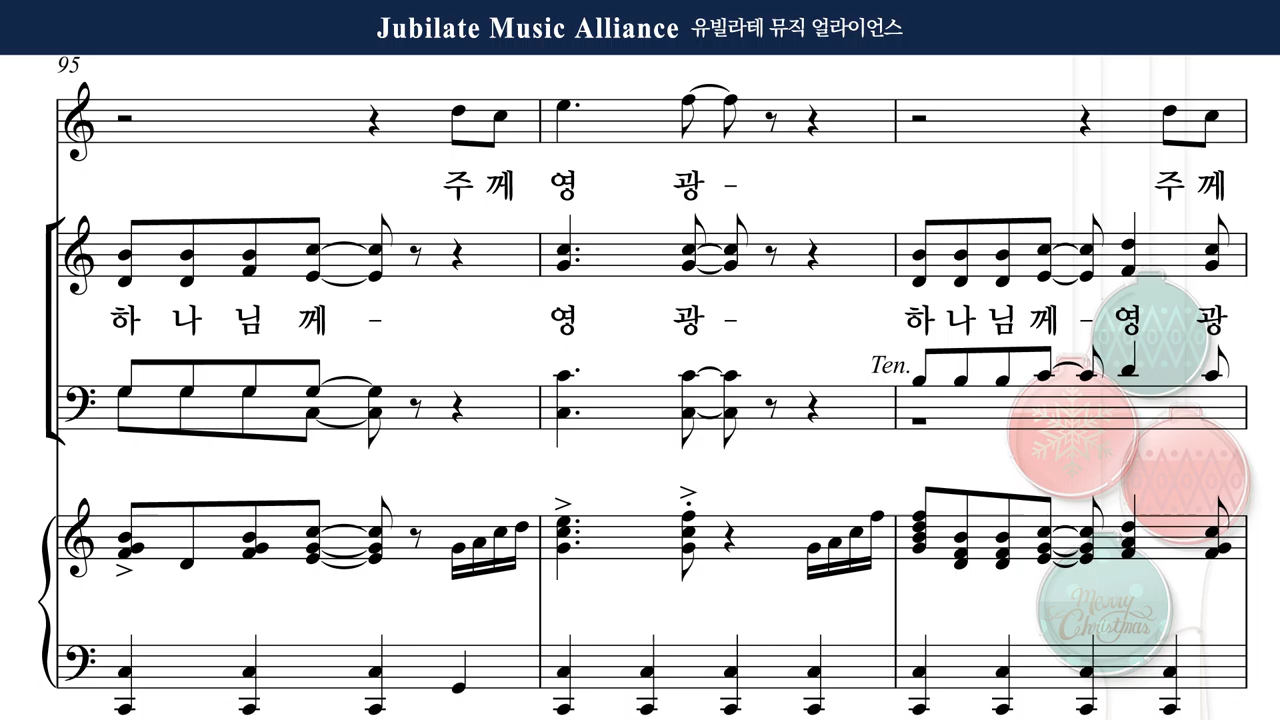 Jubilate Music Alliance 유빌라테 뮤직 얼라이언스
95
주 께 영 광 - 주 께
하 나 님 께 - 영 광 - 하 나 님 께 - 영 광
Ten.
Merry
Christmas